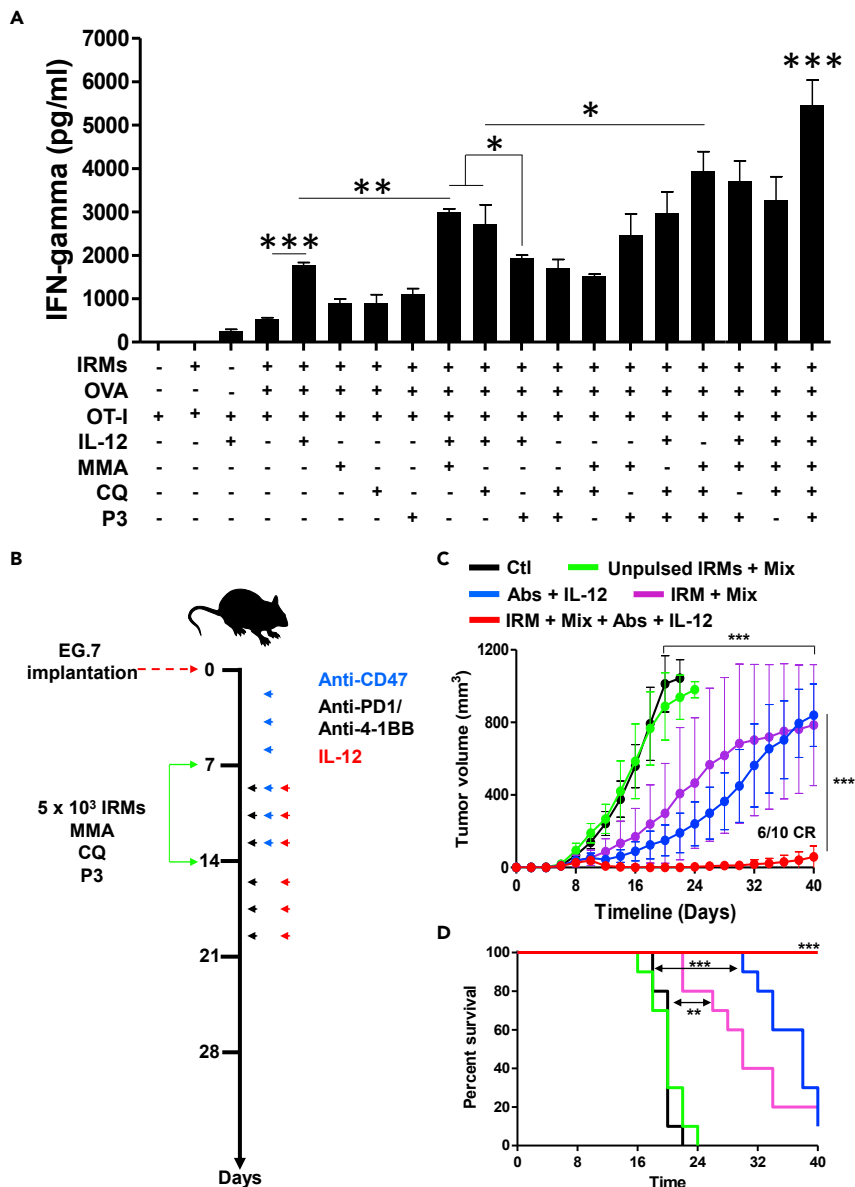 A
7000
6000
5000
4000
3000
2000
1000
0
IFN-gamma (pg/ml)
***
**
*
*
***
IRMs - + - + + + + + + + + + + + + + + + +
OVA - - - + + + + + + + + + + + + + + + +
OT-I + + + + + + + + + + + + + + + + + + +
IL-12 - - + - + - - - + + + - - - + - + + +
MMA - - - - - + - - + - - - + + - + + + +
CQ - - - - - - + - - + - + + - + + - + +
P3 - - - - - - - + - - + + - + + + + - +
B
EG.7
implantation
0
7
14
21
28
Days
Anti-CD47
Anti-PD1/
Anti-4-1BB
IL-12
5 x 10³ IRMs
MMA
CQ
P3
C
Ctl
Unpulsed IRMs + Mix
Abs + IL-12
IRM + Mix
IRM + Mix + Abs + IL-12
***
1200
800
400
0
Tumor volume (mm³)
***
6/10 CR
0 8 16 24 32 40
Timeline (Days)
D
***
***
**
100
80
60
40
20
0
Percent survival
0 16 24 32 40
Time